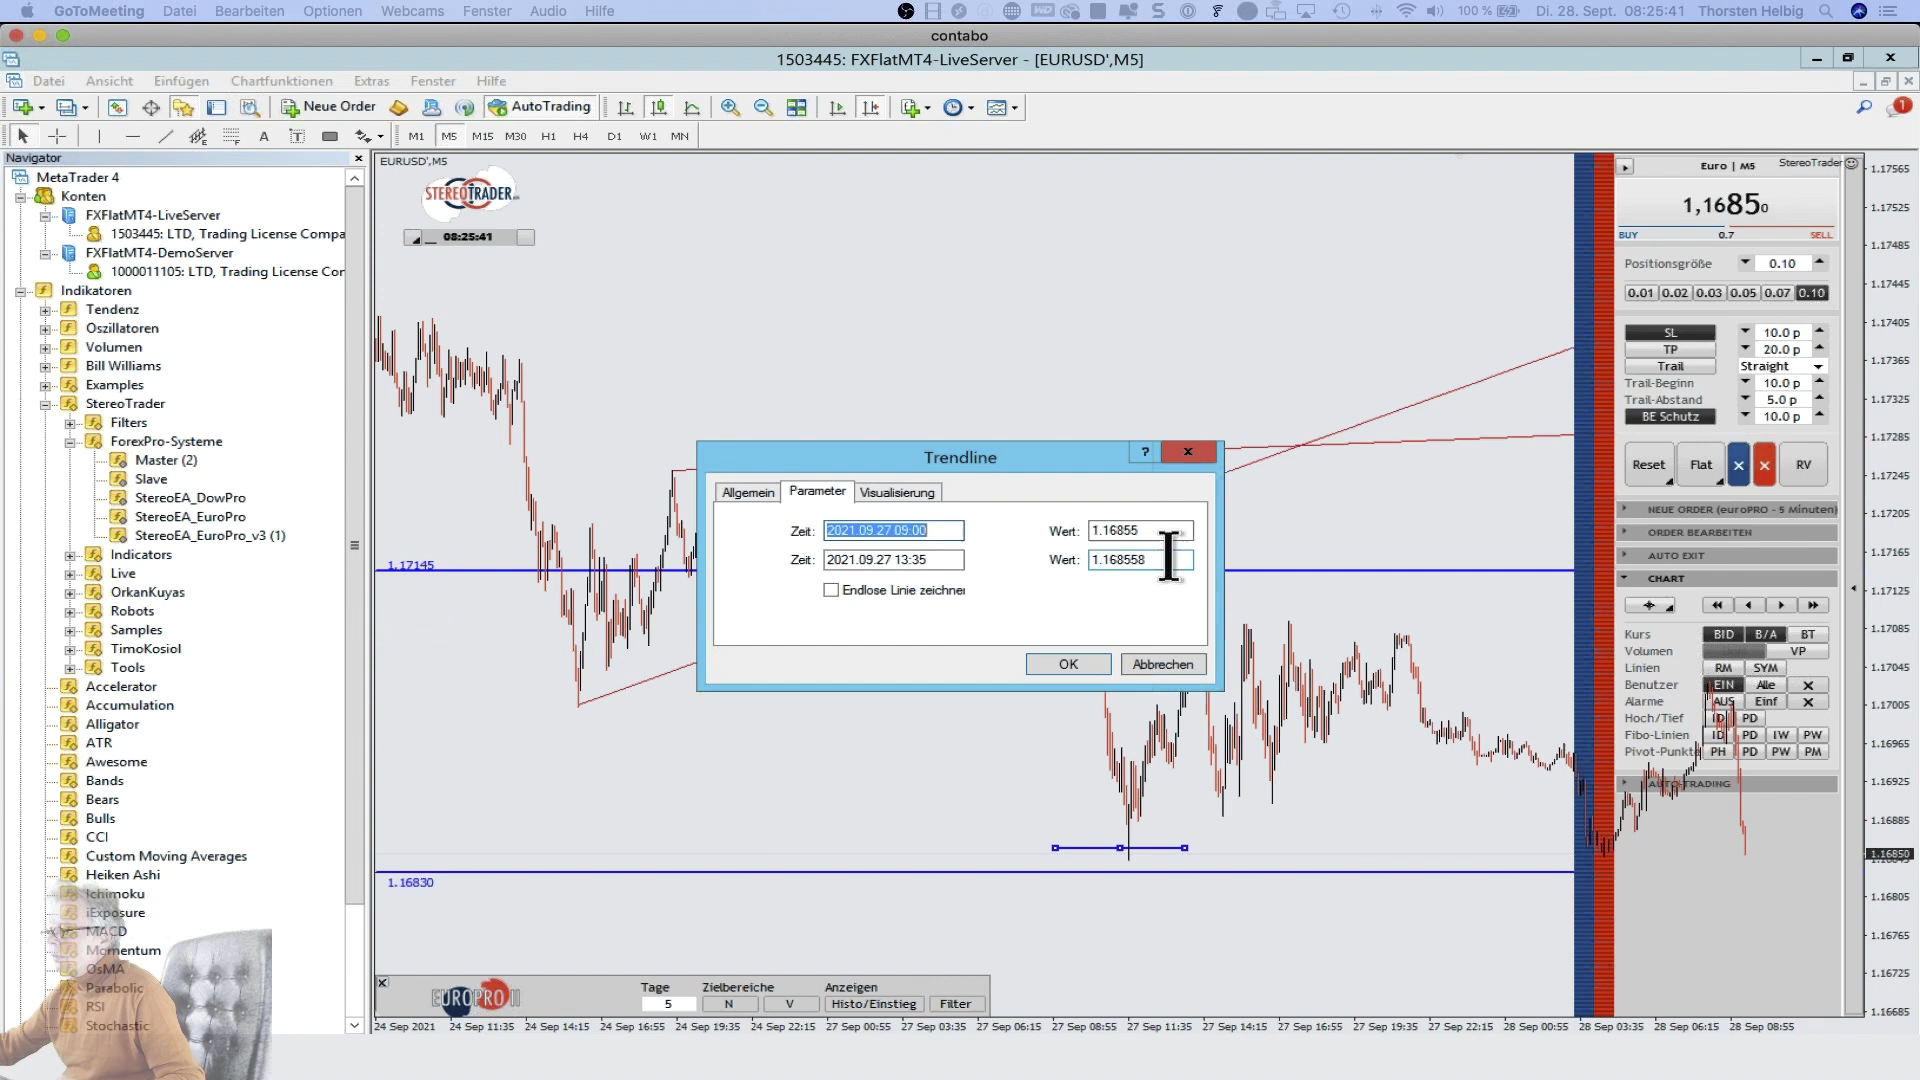 GoToMeeting Datei Bearbeiten Optionen Webcams Fenster Audio Hilfe 100 % Di. 28. Sept. 08:25:41 Thorsten Helbig
contabo
1503445: FXFlatMT4-LiveServer - [EURUSD',M5]
Datei Ansicht Einfügen Chartfunktionen Extras Fenster Hilfe
New Order AutoTrading 1
A T M1 M5 M15 M30 H1 H4 D1 W1 MN
Navigator
MetaTrader 4
Konten
FXFlatMT4-LiveServer
1503445: LTD, Trading License Compa
FXFlatMT4-DemoServer
1000011105: LTD, Trading License Cor
Indikatoren
Tendenz
Oszillatoren
Volumen
Bill Williams
Examples
StereoTrader
Filters
ForexPro-Systeme
Master (2)
Slave
StereoEA_DowPro
StereoEA_EuroPro
StereoEA_EuroPro_v3 (1)
Indicators
Live
OrkanKuyas
Robots
Samples
TimoKosiol
Tools
Accelerator
Accumulation
Alligator
ATR
Awesome
Bands
Bears
Bulls
CCI
Custom Moving Averages
Heiken Ashi
Ichimoku
iExposure
MACD
Momentum
OsMA
Parabolic
RSI
Stochastic
EURUSD',M5
STEREOTRADER
08:25:41
1.17145
1.16830
Trendline
Allgemein Parameter Visualisierung
Zeit: 2021.09.27 09:00 Wert: 1.16855
Zeit: 2021.09.27 13:35 Wert: 1.168558
Endlose Linie zeichner
OK Abbrechen
Euro | M5 StereoTrader
1,16850
BUY 0.7 SELL
Positionsgröße 0.10
0.01 0.02 0.03 0.05 0.07 0.10
SL 10.0 p
TP 20.0 p
Trail Straight
Trail-Beginn 10.0 p
Trail-Abstand 5.0 p
BE Schutz 10.0 p
Reset Flat RV
NEUE ORDER (euroPRO - 5 Minuten)
ORDER BEARBEITEN
AUTO EXIT
CHART
Kurs BID B/A BT
Volumen VP
Linien RM SYM
Benutzer EIN Alle
Alarme AUS Einf
Hoch/Tief ID PD
Fibo-Linien ID PD IW PW
Pivot-Punkte PH PD PW PM
AUTO-TRADING
1.17565
1.17525
1.17485
1.17445
1.17405
1.17365
1.17325
1.17285
1.17245
1.17205
1.17165
1.17125
1.17085
1.17045
1.17005
1.16965
1.16925
1.16885
1.16850
1.16805
1.16765
1.16725
1.16685
EUROPRO II
Tage Zielbereiche Anzeigen
5 N V Histo/Einstieg Filter
24 Sep 2021 24 Sep 11:35 24 Sep 14:15 24 Sep 16:55 24 Sep 19:35 24 Sep 22:15 27 Sep 00:55 27 Sep 03:35 27 Sep 06:15 27 Sep 08:55 27 Sep 11:35 27 Sep 14:15 27 Sep 16:55 27 Sep 19:35 27 Sep 22:15 28 Sep 00:55 28 Sep 03:35 28 Sep 06:15 28 Sep 08:55